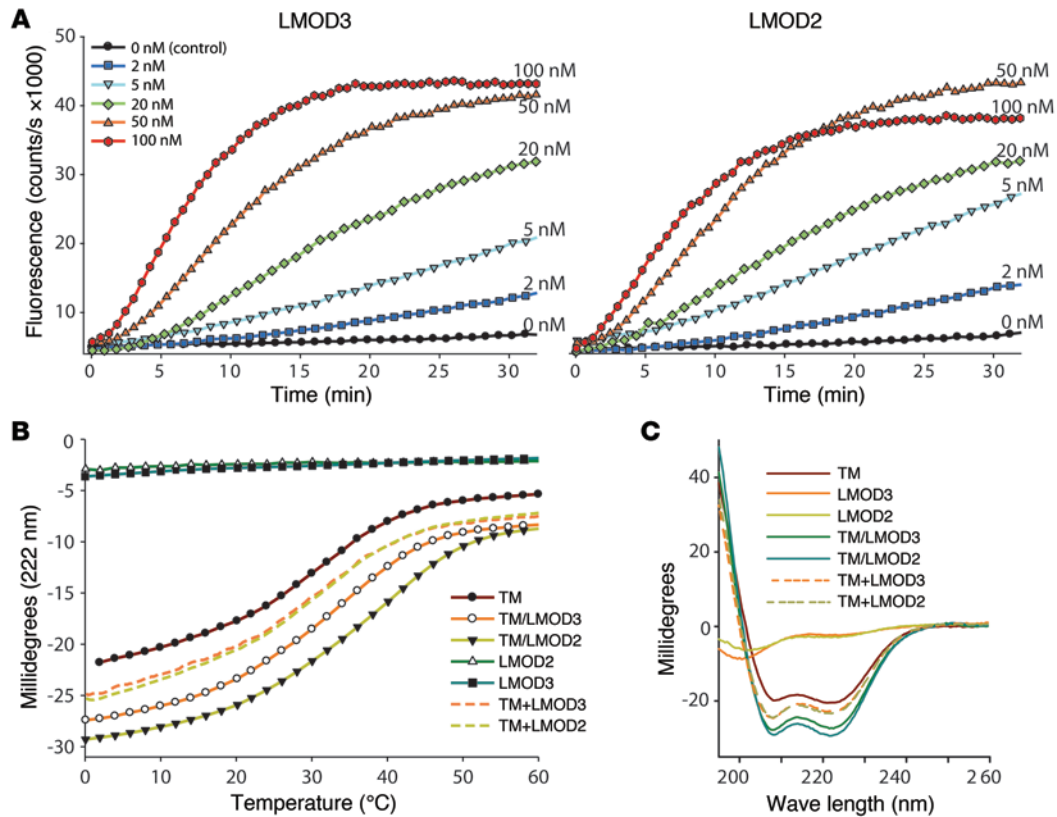 A
LMOD3
LMOD2
Fluorescence (counts/s ×1000)
50
40
30
20
10
0 nM (control)
2 nM
5 nM
20 nM
50 nM
100 nM
100 nM
50 nM
20 nM
5 nM
2 nM
0 nM
50 nM
100 nM
20 nM
5 nM
2 nM
0 nM
0 5 10 15 20 25 30
0 5 10 15 20 25 30
Time (min)
Time (min)
B
Millidegrees (222 nm)
0
-5
-10
-15
-20
-25
-30
TM
TM/LMOD3
TM/LMOD2
LMOD2
LMOD3
TM+LMOD3
TM+LMOD2
0 10 20 30 40 50 60
Temperature (°C)
C
Millidegrees
40
20
0
-20
TM
LMOD3
LMOD2
TM/LMOD3
TM/LMOD2
TM+LMOD3
TM+LMOD2
200 220 240 2 60
Wave length (nm)